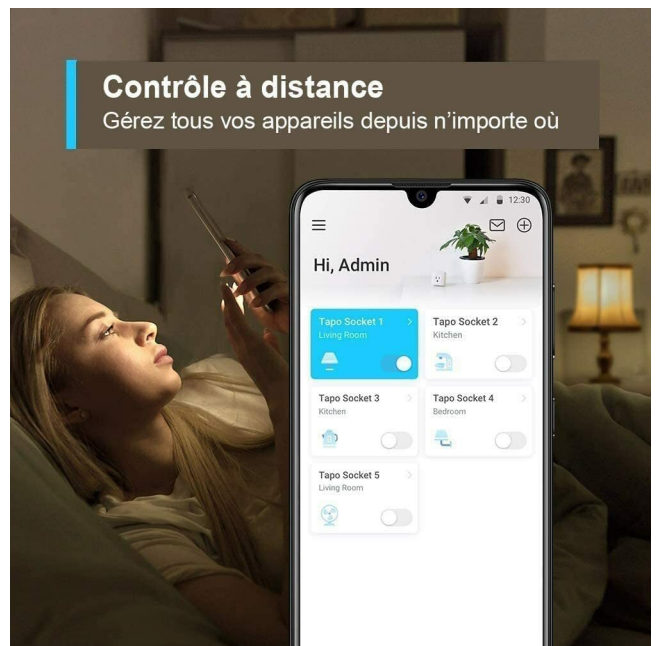 Contrôle à distance
Gérez tous vos appareils depuis n'importe où
12:30
Hi, Admin
Tapo Socket 1
Living Room
Tapo Socket 2
Kitchen
Tapo Socket 3
Kitchen
Tapo Socket 4
Bedroom
Tapo Socket 5
Living Room